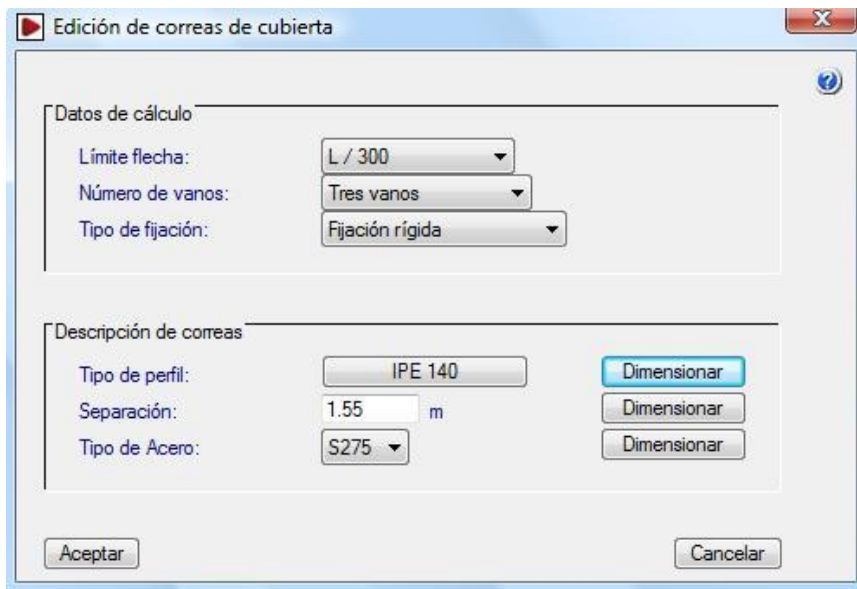 Edición de correas de cubierta
Datos de cálculo
Límite flecha: L / 300
Número de vanos: Tres vanos
Tipo de fijación: Fijación rígida
Descripción de correas
Tipo de perfil: IPE 140 Dimensionar
Separación: 1.55 m Dimensionar
Tipo de Acero: S275 Dimensionar
Aceptar Cancelar